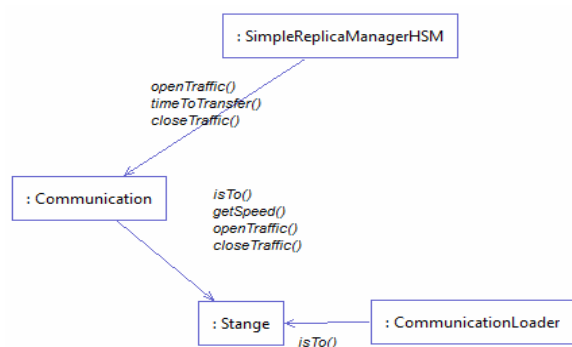 : SimpleReplicaManagerHSM
openTraffic()
timeToTransfer()
closeTraffic()
: Communication
isTo()
getSpeed()
openTraffic()
closeTraffic()
: Stange
: CommunicationLoader
isTo()